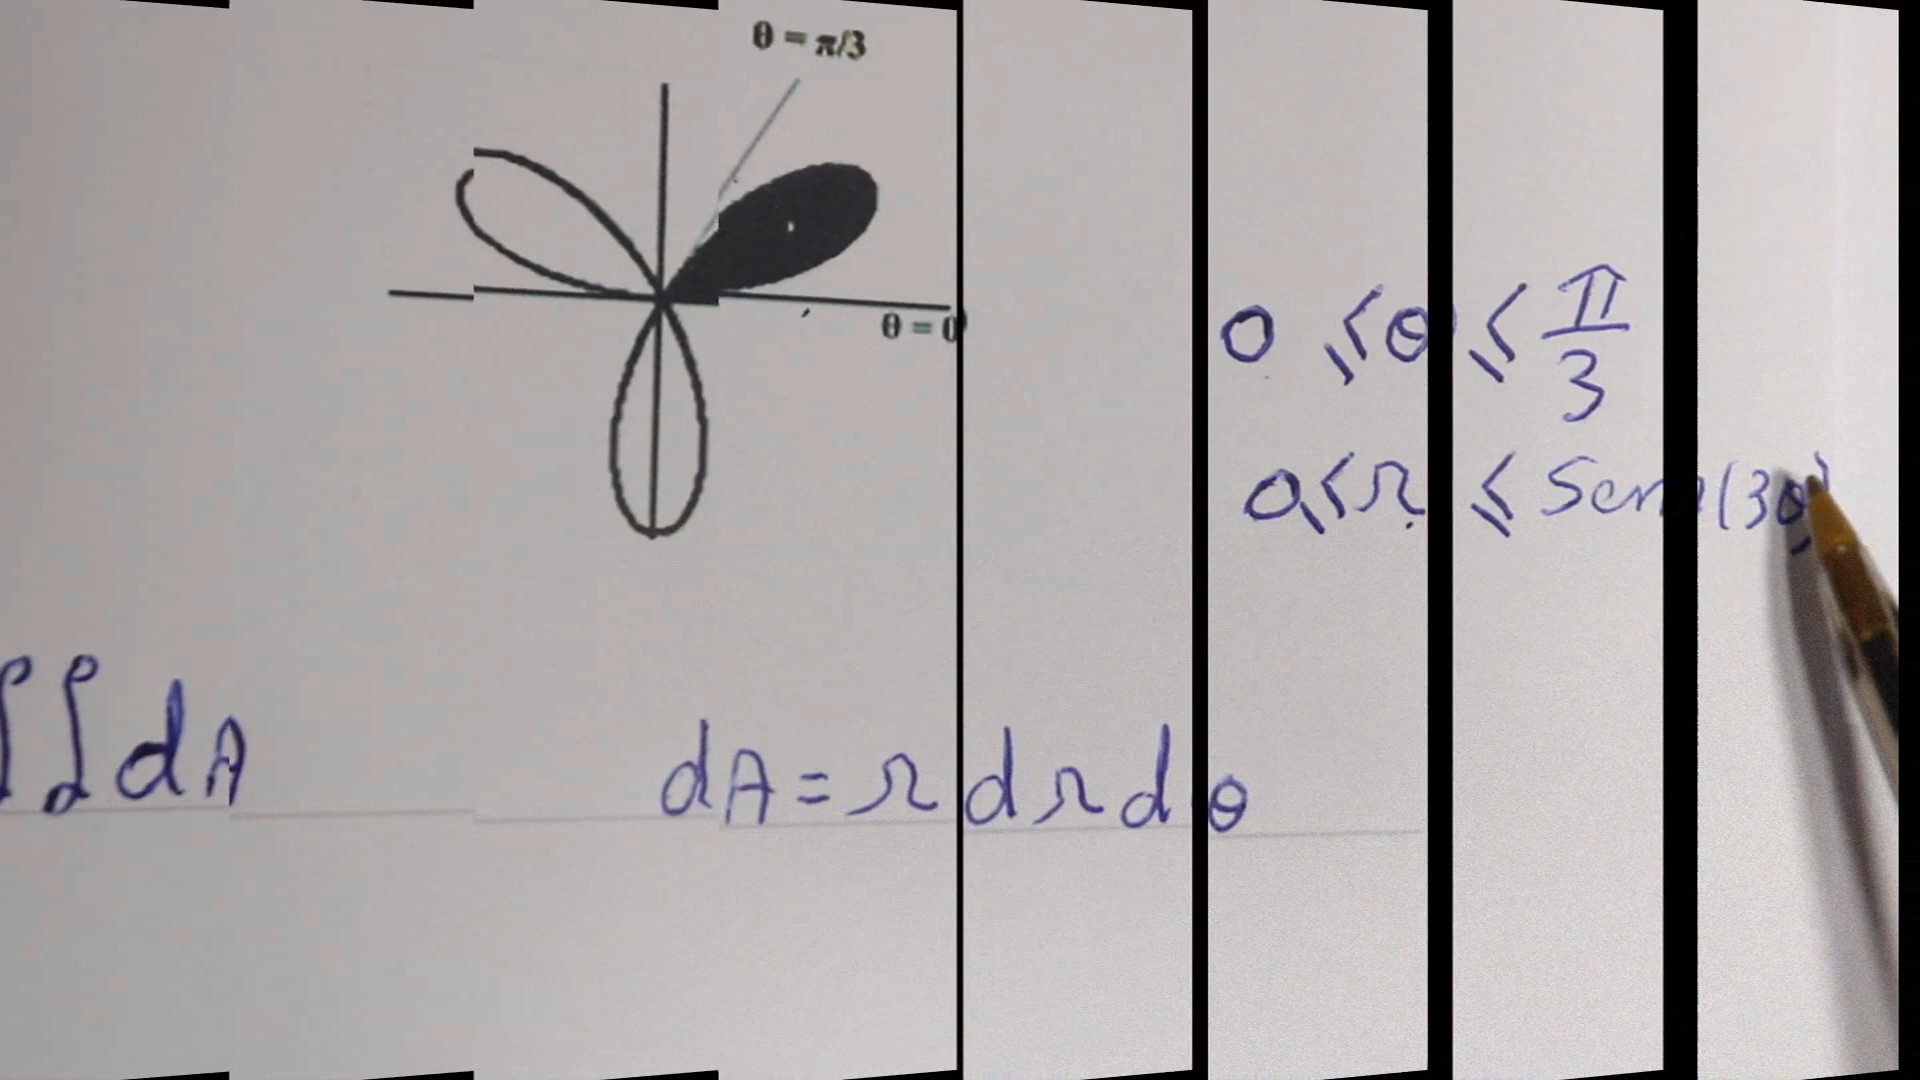 θ = π/3
θ = 0
0 ≤ θ ≤ π/3
0 ≤ r ≤ Sen(3θ)
∫∫ dA
dA = r dr dθ